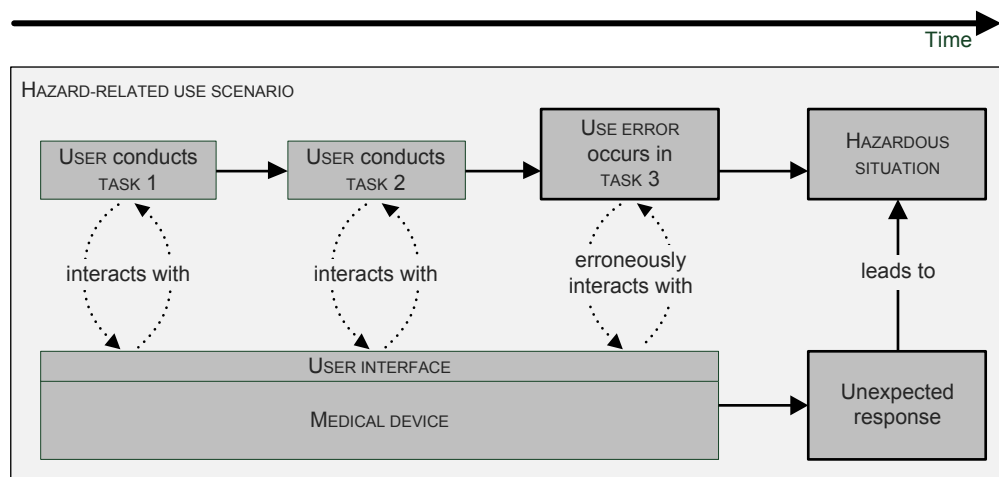 Time
HAZARD-RELATED USE SCENARIO
USER conducts
TASK 1
USER conducts
TASK 2
USE ERROR
occurs in
TASK 3
HAZARDOUS
SITUATION
interacts with
interacts with
erroneously
interacts with
leads to
USER INTERFACE
MEDICAL DEVICE
Unexpected
response